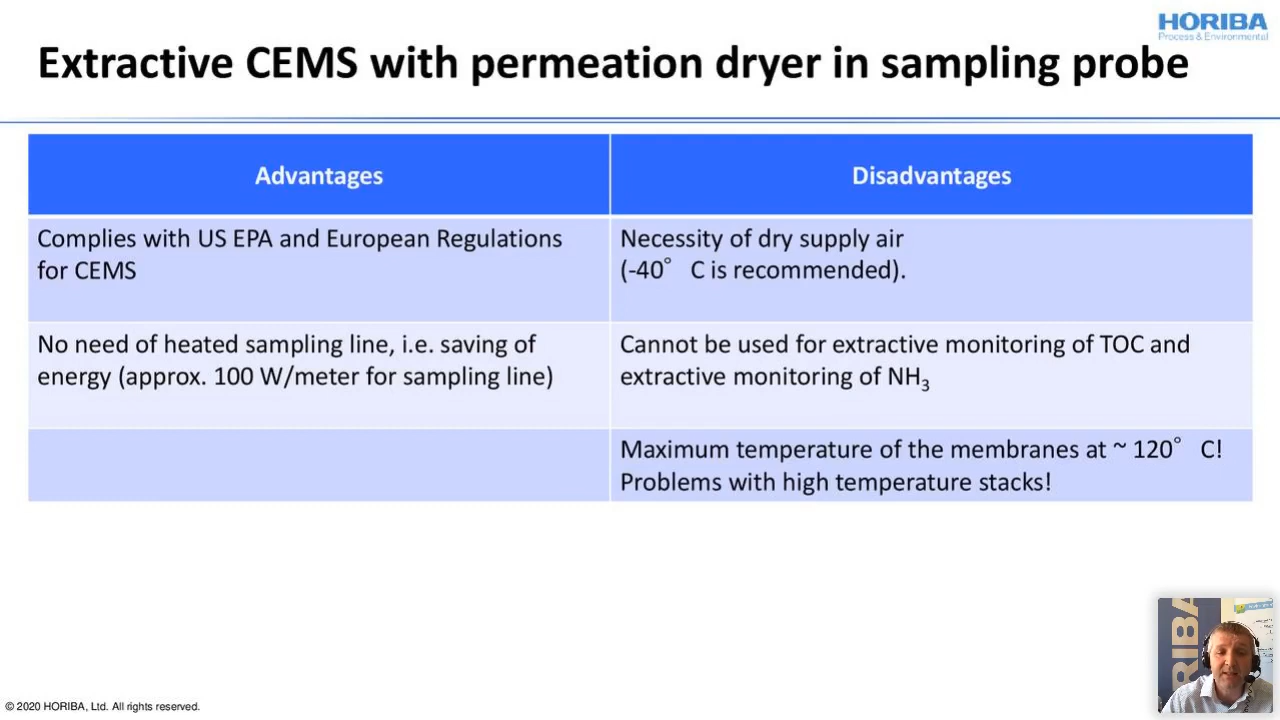 HORIBA
Process & Environmental
Extractive CEMS with permeation dryer in sampling probe
Advantages
Disadvantages
Complies with US EPA and European Regulations
for CEMS
Necessity of dry supply air
(-40° C is recommended).
No need of heated sampling line, i.e. saving of
energy (approx. 100 W/meter for sampling line)
Cannot be used for extractive monitoring of TOC and
extractive monitoring of NH₃
Maximum temperature of the membranes at ~ 120° C!
Problems with high temperature stacks!
RIBA
© 2020 HORIBA, Ltd. All rights reserved.